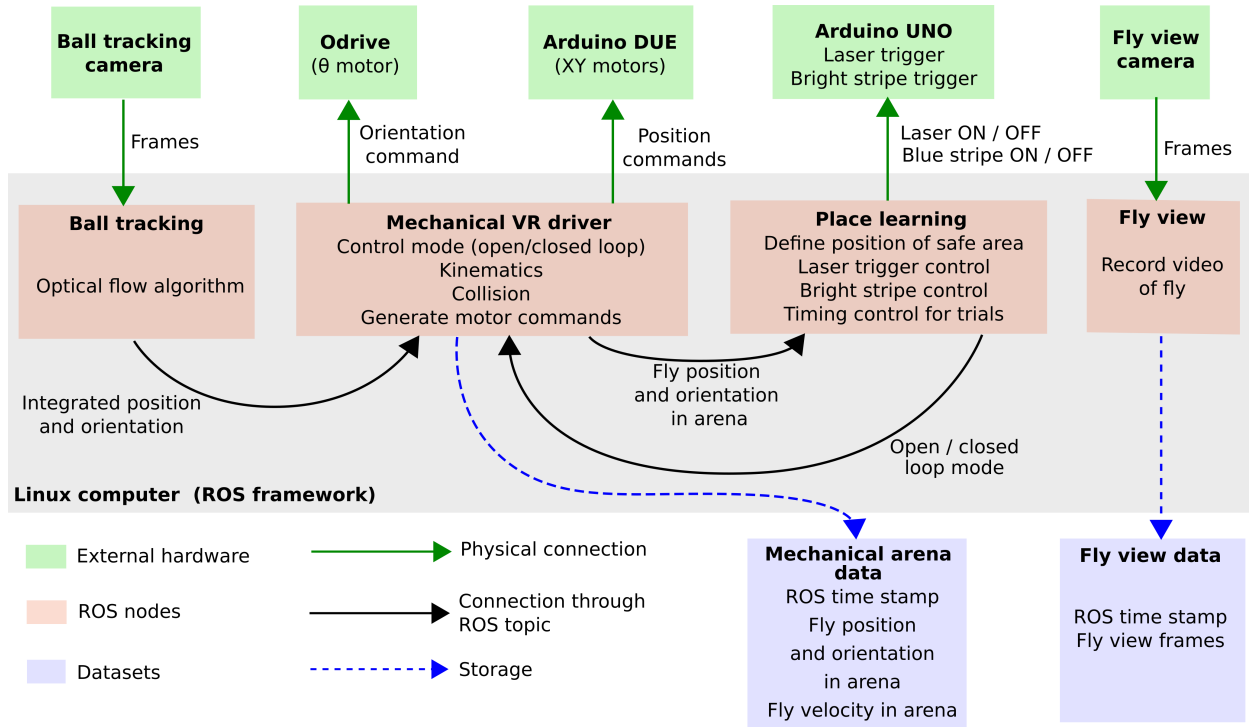 Ball tracking
camera
Odrive
(θ motor)
Arduino DUE
(XY motors)
Arduino UNO
Laser trigger
Bright stripe trigger
Fly view
camera
Frames
Orientation
command
Position
commands
Laser ON / OFF
Blue stripe ON / OFF
Frames
Ball tracking
Optical flow algorithm
Mechanical VR driver
Control mode (open/closed loop)
Kinematics
Collision
Generate motor commands
Place learning
Define position of safe area
Laser trigger control
Bright stripe control
Timing control for trials
Fly view
Record video
of fly
Integrated position
and orientation
Fly position
and orientation
in arena
Open / closed
loop mode
Linux computer (ROS framework)
External hardware
ROS nodes
Datasets
Physical connection
Connection through
ROS topic
Storage
Mechanical arena
data
ROS time stamp
Fly position
and orientation
in arena
Fly velocity in arena
Fly view data
ROS time stamp
Fly view frames